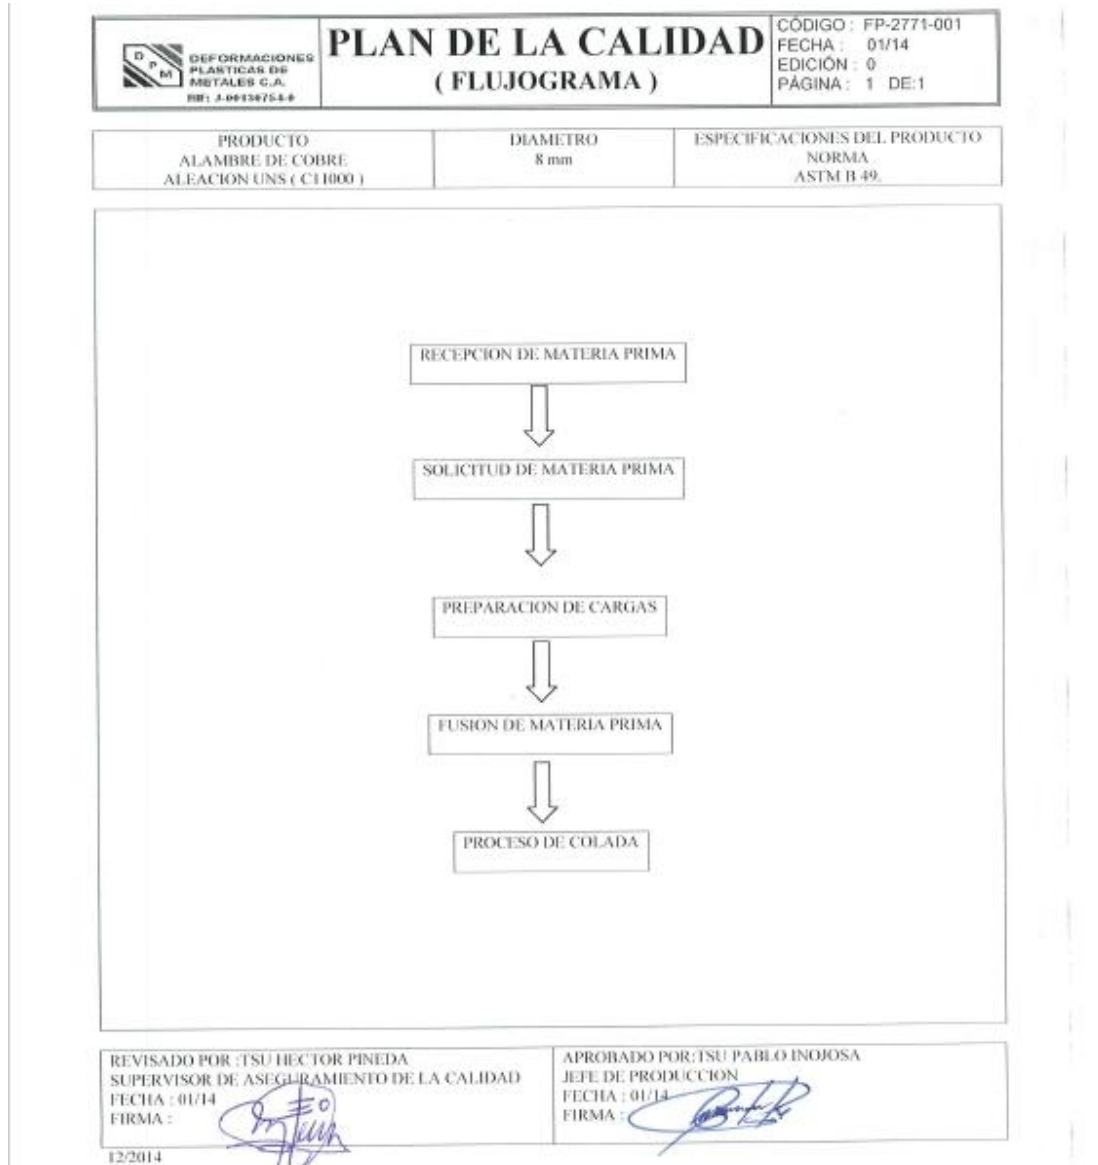 D P M
DEFORMACIONES
PLASTICAS DE
METALES C.A.
RIF: J-00130754-0
PLAN DE LA CALIDAD
( FLUJOGRAMA )
CÓDIGO : FP-2771-001
FECHA : 01/14
EDICIÓN : 0
PÁGINA : 1 DE:1
PRODUCTO
ALAMBRE DE COBRE
ALEACION UNS ( C11000 )
DIAMETRO
8 mm
ESPECIFICACIONES DEL PRODUCTO
NORMA
ASTM B 49.
RECEPCION DE MATERIA PRIMA
SOLICITUD DE MATERIA PRIMA
PREPARACION DE CARGAS
FUSION DE MATERIA PRIMA
PROCESO DE COLADA
REVISADO POR :TSU HECTOR PINEDA
SUPERVISOR DE ASEGURAMIENTO DE LA CALIDAD
FECHA : 01/14
FIRMA :
APROBADO POR:TSU PABLO INOJOSA
JEFE DE PRODUCCION
FECHA : 01/14
FIRMA :
12/2014